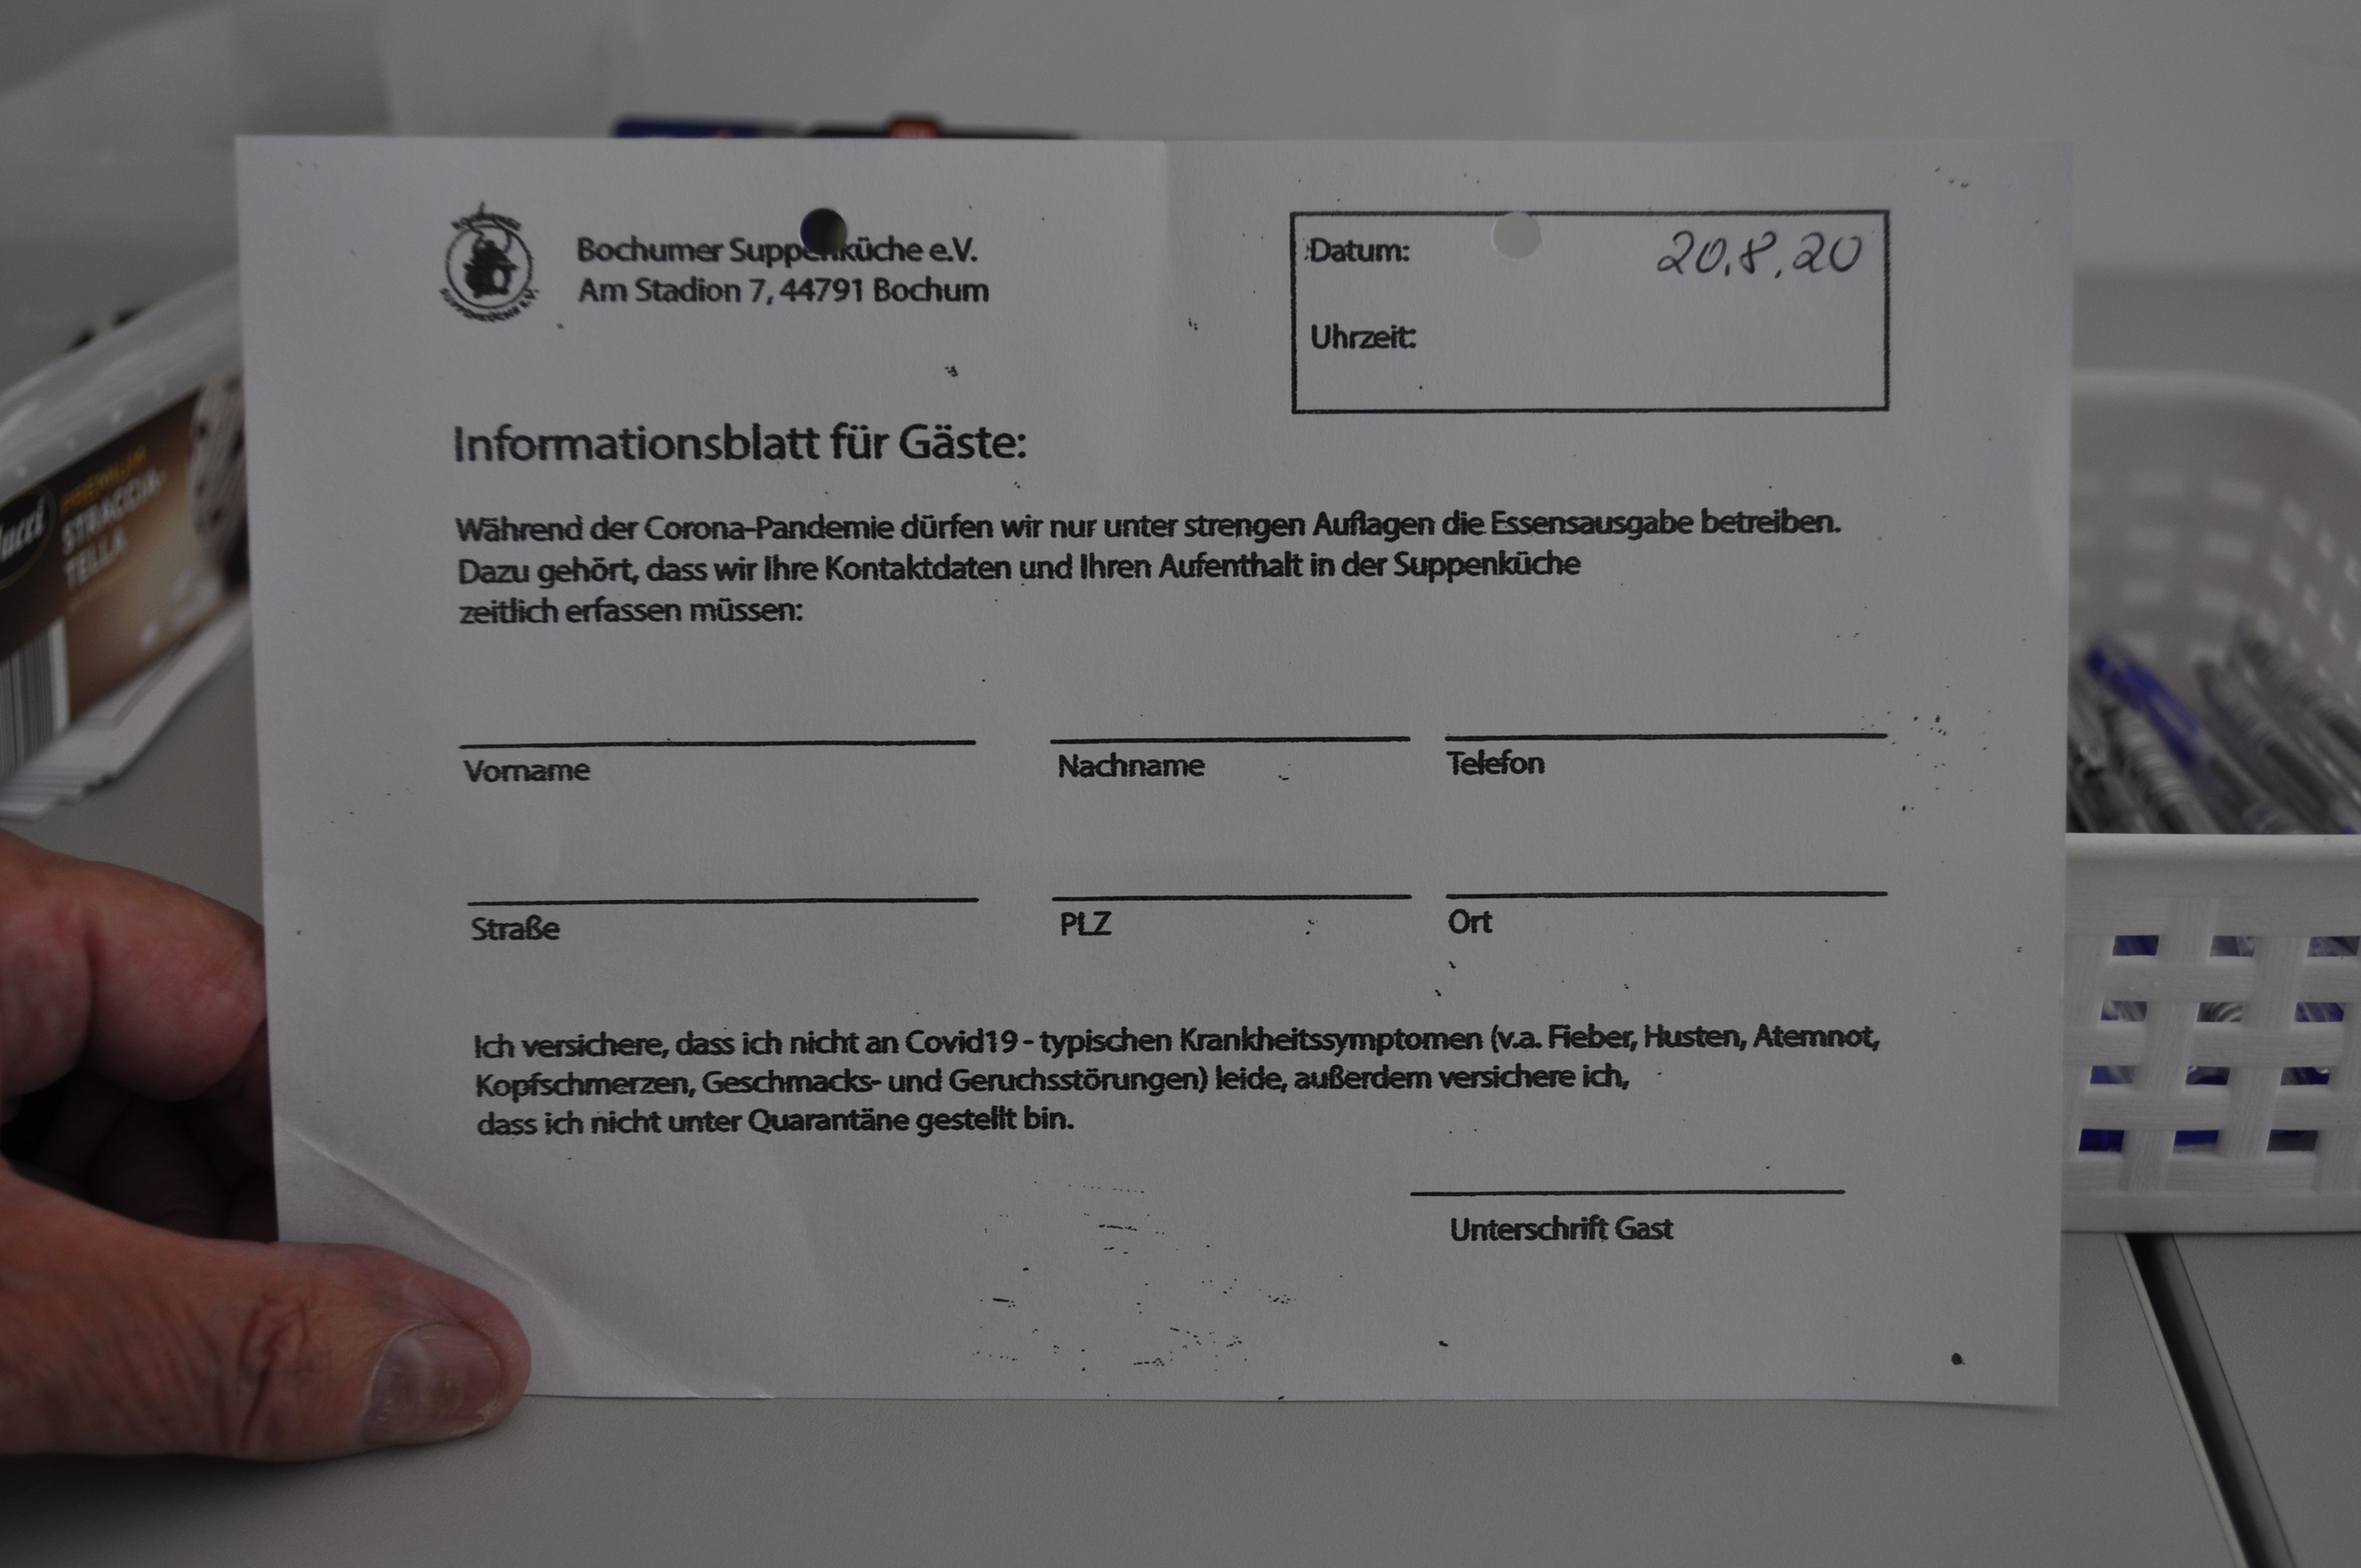 Bochumer Suppenküche e.V.
Am Stadion 7, 44791 Bochum
Datum: 20.8.20
Uhrzeit:
Informationsblatt für Gäste:
Während der Corona-Pandemie dürfen wir nur unter strengen Auflagen die Essensausgabe betreiben.
Dazu gehört, dass wir Ihre Kontaktdaten und Ihren Aufenthalt in der Suppenküche
zeitlich erfassen müssen:
Vorname Nachname Telefon
Straße PLZ Ort
Ich versichere, dass ich nicht an Covid19 - typischen Krankheitssymptomen (v.a. Fieber, Husten, Atemnot,
Kopfschmerzen, Geschmacks- und Geruchsstörungen) leide, außerdem versichere ich,
dass ich nicht unter Quarantäne gestellt bin.
Unterschrift Gast
PREMIUM
STRACCIA-
TELLA